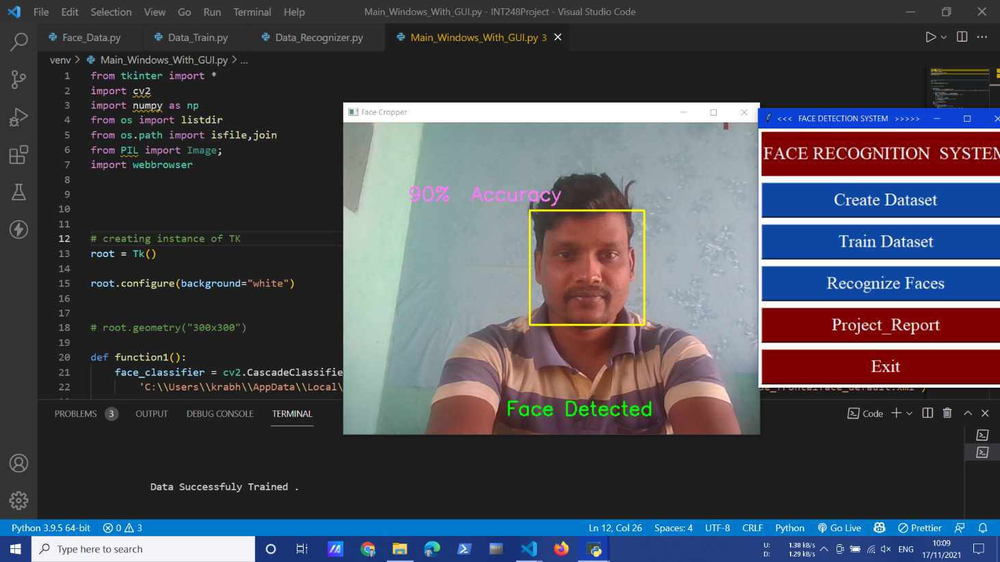 File Edit Selection View Go Run Terminal Help Main_Windows_With_GUI.py - INT248Project - Visual Studio Code
Face_Data.py Data_Train.py Data_Recognizer.py Main_Windows_With_GUI.py 3
venv > Main_Windows_With_GUI.py > ...
1 from tkinter import *
2 import cv2
3 import numpy as np
4 from os import listdir
5 from os.path import isfile,join
6 from PIL import Image;
7 import webbrowser
8
9
10
11
12 # creating instance of TK
13 root = Tk()
14
15 root.configure(background="white")
16
17
18 # root.geometry("300x300")
19
20 def function1():
21 face_classifier = cv2.CascadeClassifie
22 'C:\\Users\\krabh\\AppData\\Local\
Face Cropper
90% Accuracy
Face Detected
<<< FACE DETECTION SYSTEM >>>>>
FACE RECOGNITION SYSTEM
Create Dataset
Train Dataset
Recognize Faces
Project_Report
Exit
PROBLEMS 3 OUTPUT DEBUG CONSOLE TERMINAL Code
Data Successfuly Trained .
Python 3.9.5 64-bit 0 3 Ln 12, Col 26 Spaces: 4 UTF-8 CRLF Python Go Live Prettier
Type here to search
U: 1.38 kB/s
D: 1.29 kB/s
ENG
10:09
17/11/2021